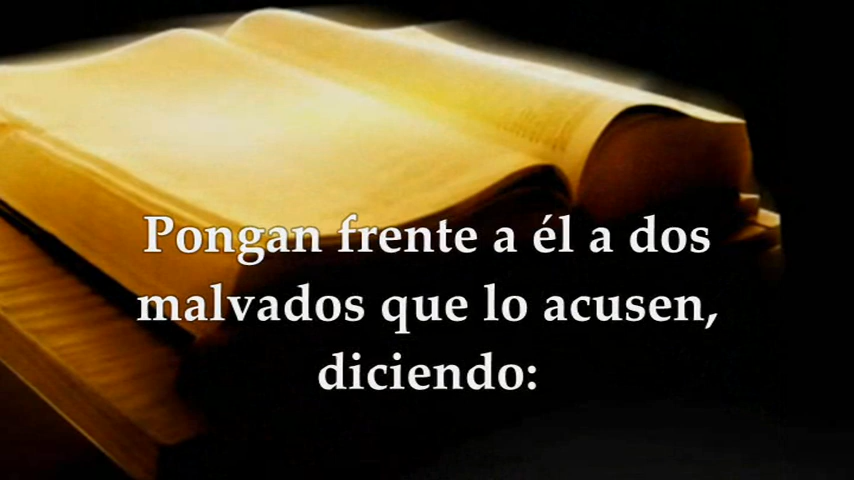 Pongan frente a él a dos
malvados que lo acusen,
diciendo: